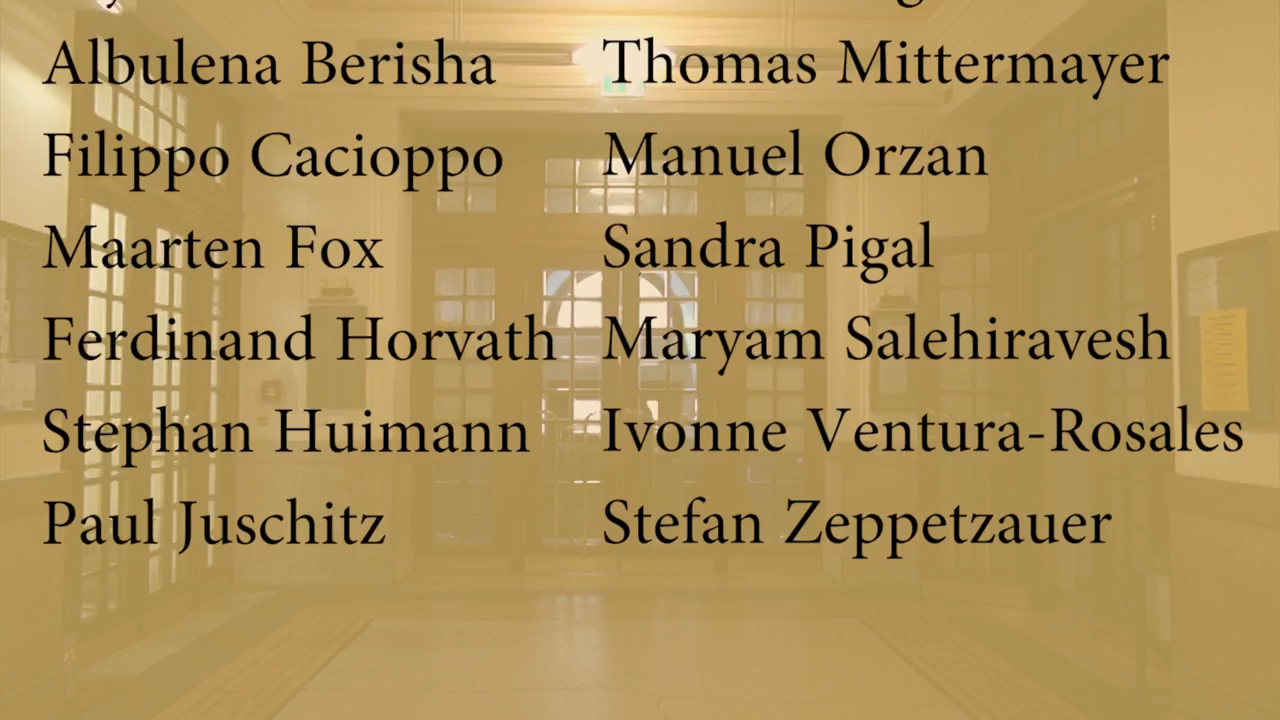 Albulena Berisha
Filippo Cacioppo
Maarten Fox
Ferdinand Horvath
Stephan Huimann
Paul Juschitz
Thomas Mittermayer
Manuel Orzan
Sandra Pigal
Maryam Salehiravesh
Ivonne Ventura-Rosales
Stefan Zeppetzauer